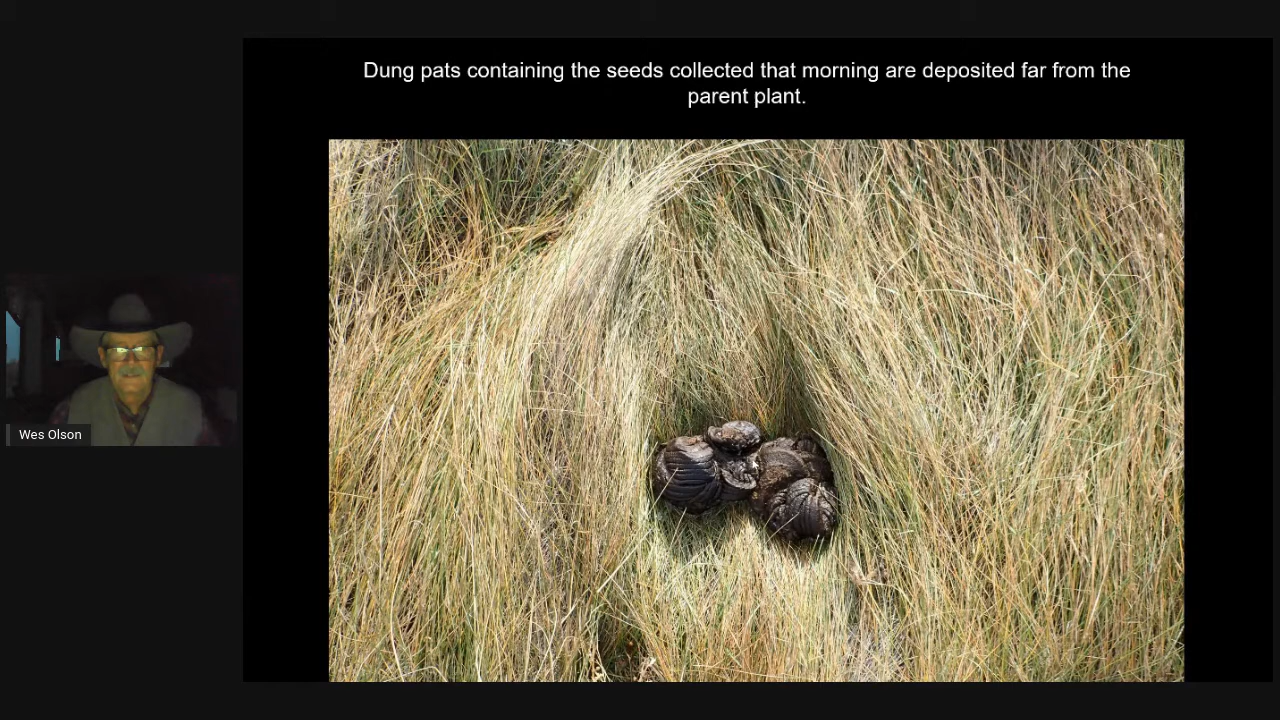 Dung pats containing the seeds collected that morning are deposited far from the
parent plant.
Wes Olson